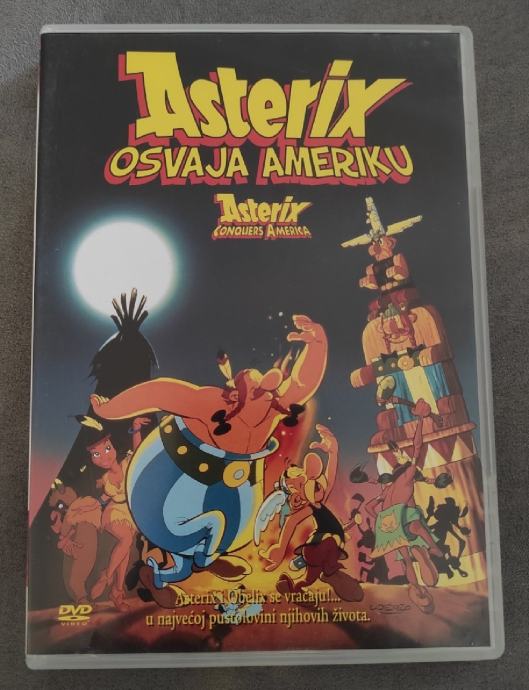 Asterix
OSVAJA AMERIKU
Asterix
CONQUERS AMERICA
Asterix i Obelix se vraćaju!...
u najvećoj pustolovini njihovih života.
DVD
VIDEO